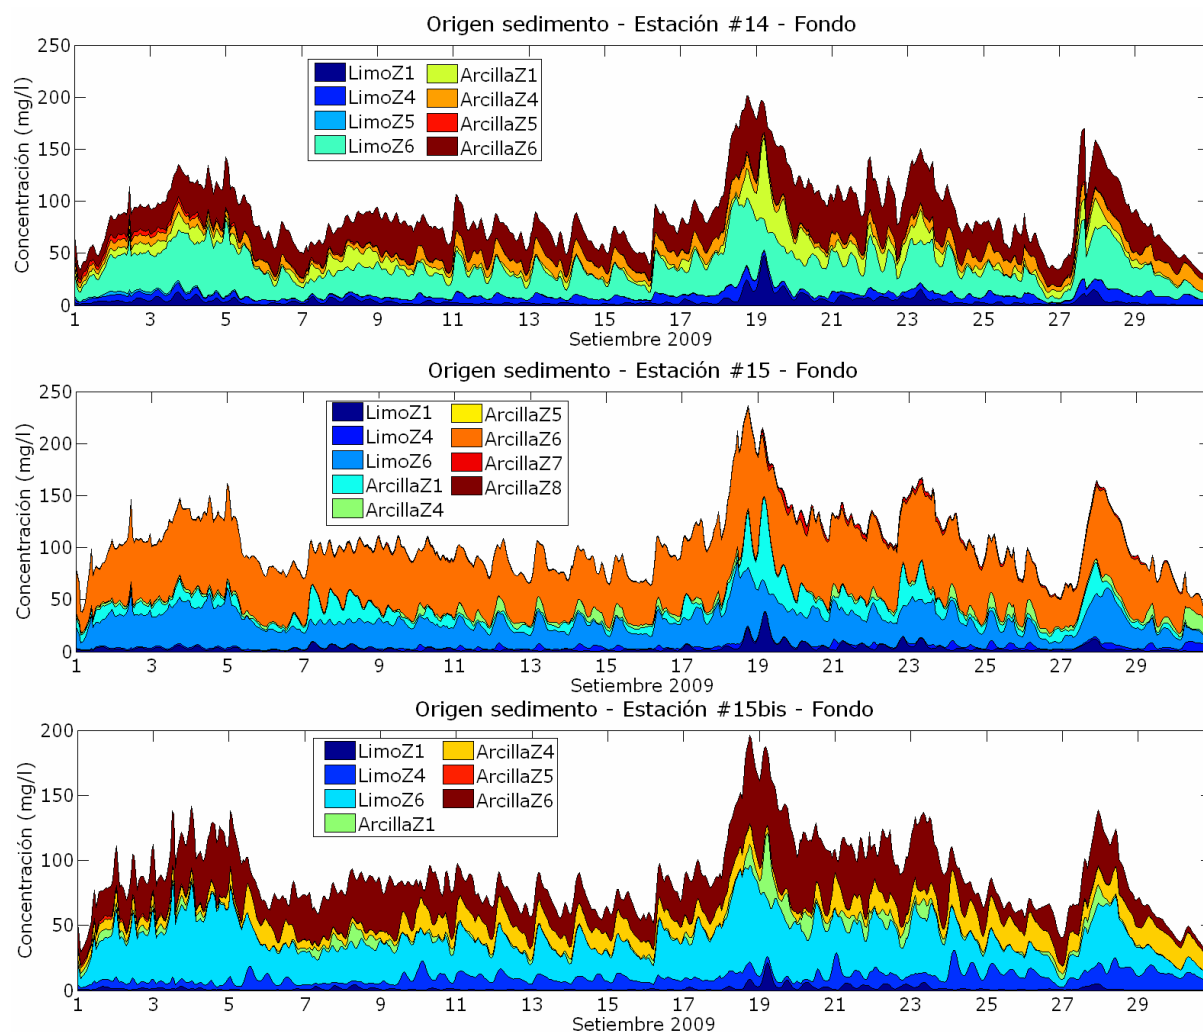 Origen sedimento - Estación #14 - Fondo
Concentración (mg/l)
250
200
150
100
50
0
LimoZ1 ArcillaZ1
LimoZ4 ArcillaZ4
LimoZ5 ArcillaZ5
LimoZ6 ArcillaZ6
1 3 5 7 9 11 13 15 17 19 21 23 25 27 29
Setiembre 2009
Origen sedimento - Estación #15 - Fondo
Concentración (mg/l)
250
200
150
100
50
0
LimoZ1 ArcillaZ5
LimoZ4 ArcillaZ6
LimoZ6 ArcillaZ7
ArcillaZ1 ArcillaZ8
ArcillaZ4
1 3 5 7 9 11 13 15 17 19 21 23 25 27 29
Setiembre 2009
Origen sedimento - Estación #15bis - Fondo
Concentración (mg/l)
200
150
100
50
0
LimoZ1 ArcillaZ4
LimoZ4 ArcillaZ5
LimoZ6 ArcillaZ6
ArcillaZ1
1 3 5 7 9 11 13 15 17 19 21 23 25 27 29
Setiembre 2009